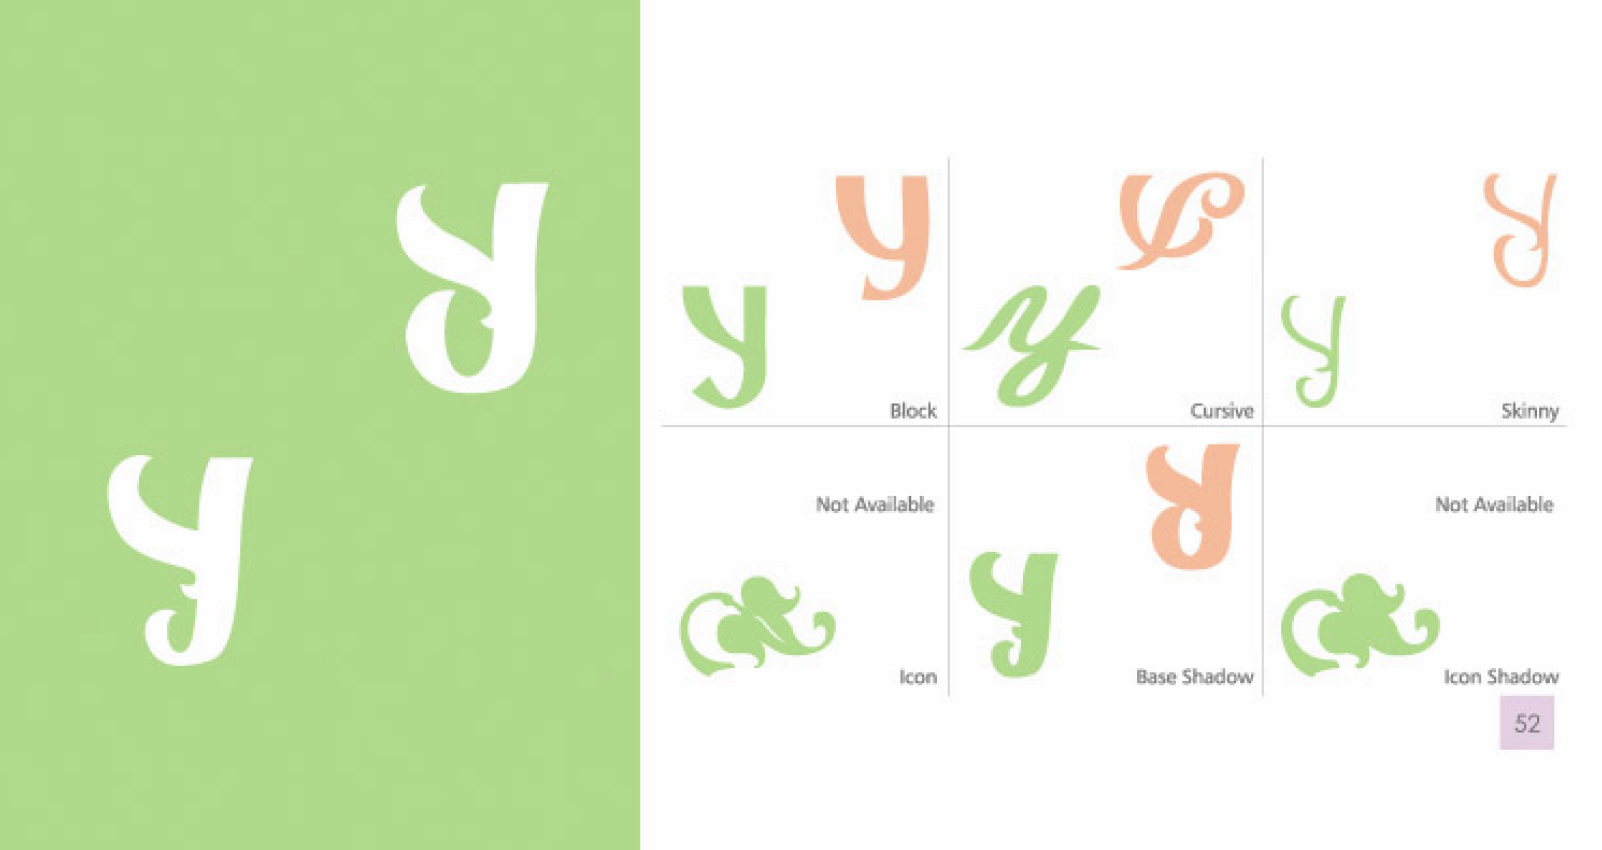 y
y
y
y
y
y
y
y
Block
Cursive
Skinny
Not Available
y
y
Not Available
Icon
Base Shadow
Icon Shadow
52